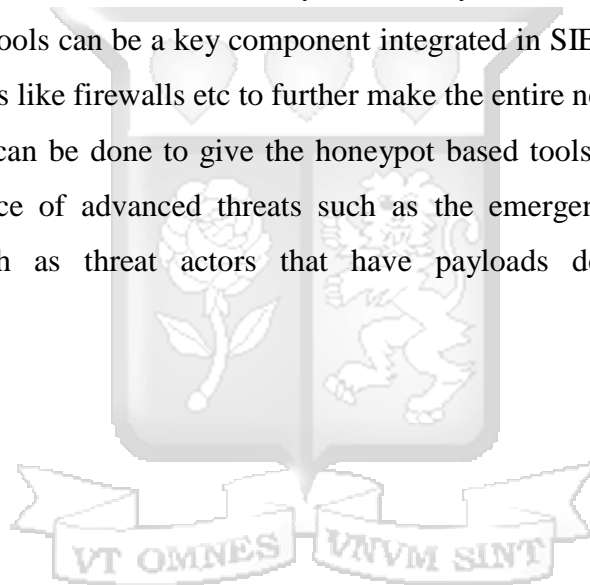 ools can be a key component integrated in SIE
s like firewalls etc to further make the entire ne
can be done to give the honeypot based tools
ce of advanced threats such as the emergen
h as threat actors that have payloads de
VT OMNES VNVM SINT